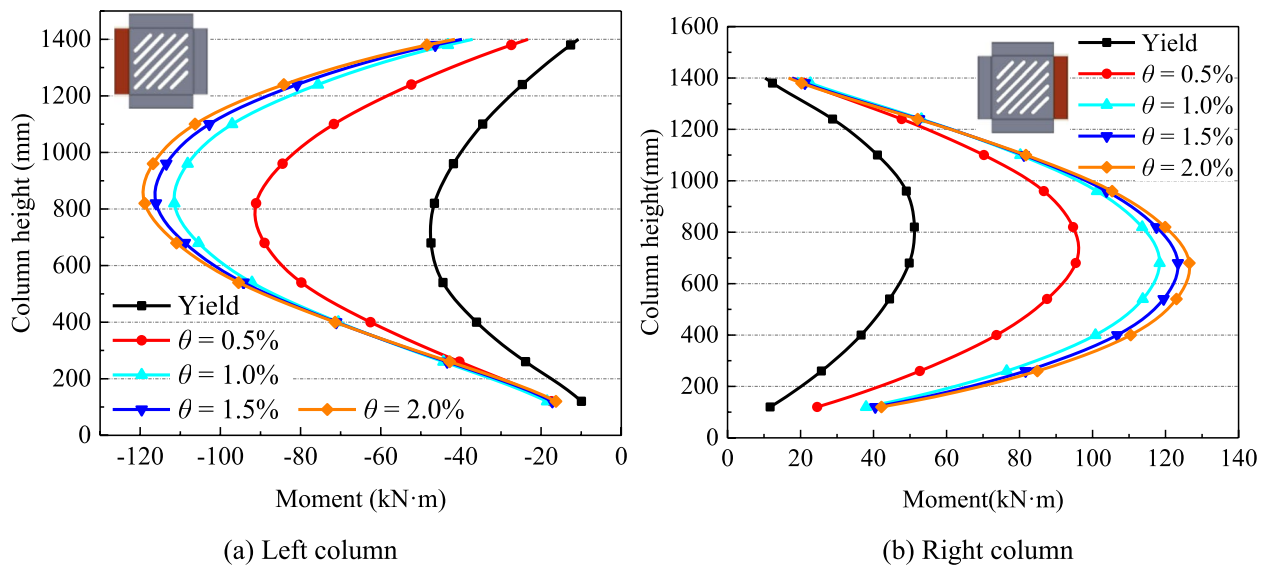 1400
1200
1000
800
600
400
200
0
Column height (mm)
Yield
θ = 0.5%
θ = 1.0%
θ = 1.5%
θ = 2.0%
-120
-100
-80
-60
-40
-20
0
Moment (kN·m)
(a) Left column
1600
1400
1200
1000
800
600
400
200
0
Column height(mm)
Yield
θ = 0.5%
θ = 1.0%
θ = 1.5%
θ = 2.0%
0
20
40
60
80
100
120
140
Moment(kN·m)
(b) Right column